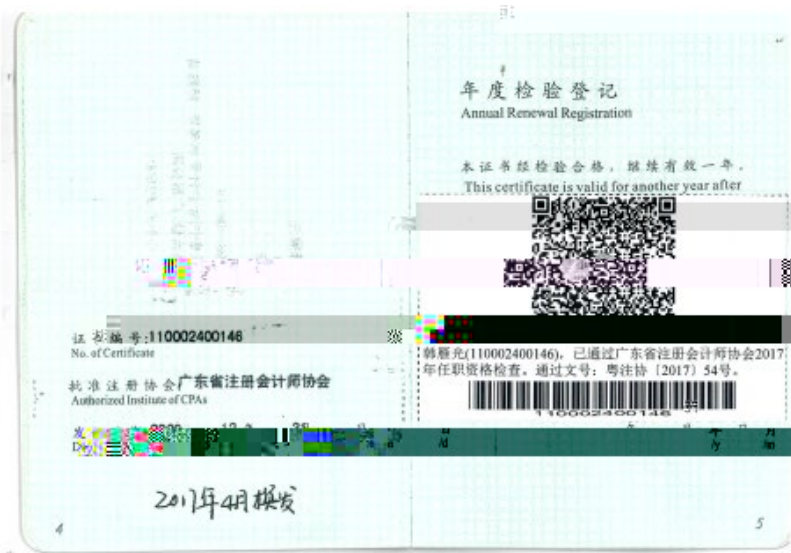 证书编号:110002400146
No. of Certificate
批准注册协会广东省注册会计师协会
Authorized Institute of CPAs
发
2017年4月换发
4
年度检验登记
Annual Renewal Registration
本证书经检验合格，继续有效一年。
This certificate is valid for another year after
韩雁光(110002400146)，已通过广东省注册会计师协会2017
年任职资格检查。通过文号：粤注协〔2017〕54号。
110002400146
年 月
/y /m
/d
5